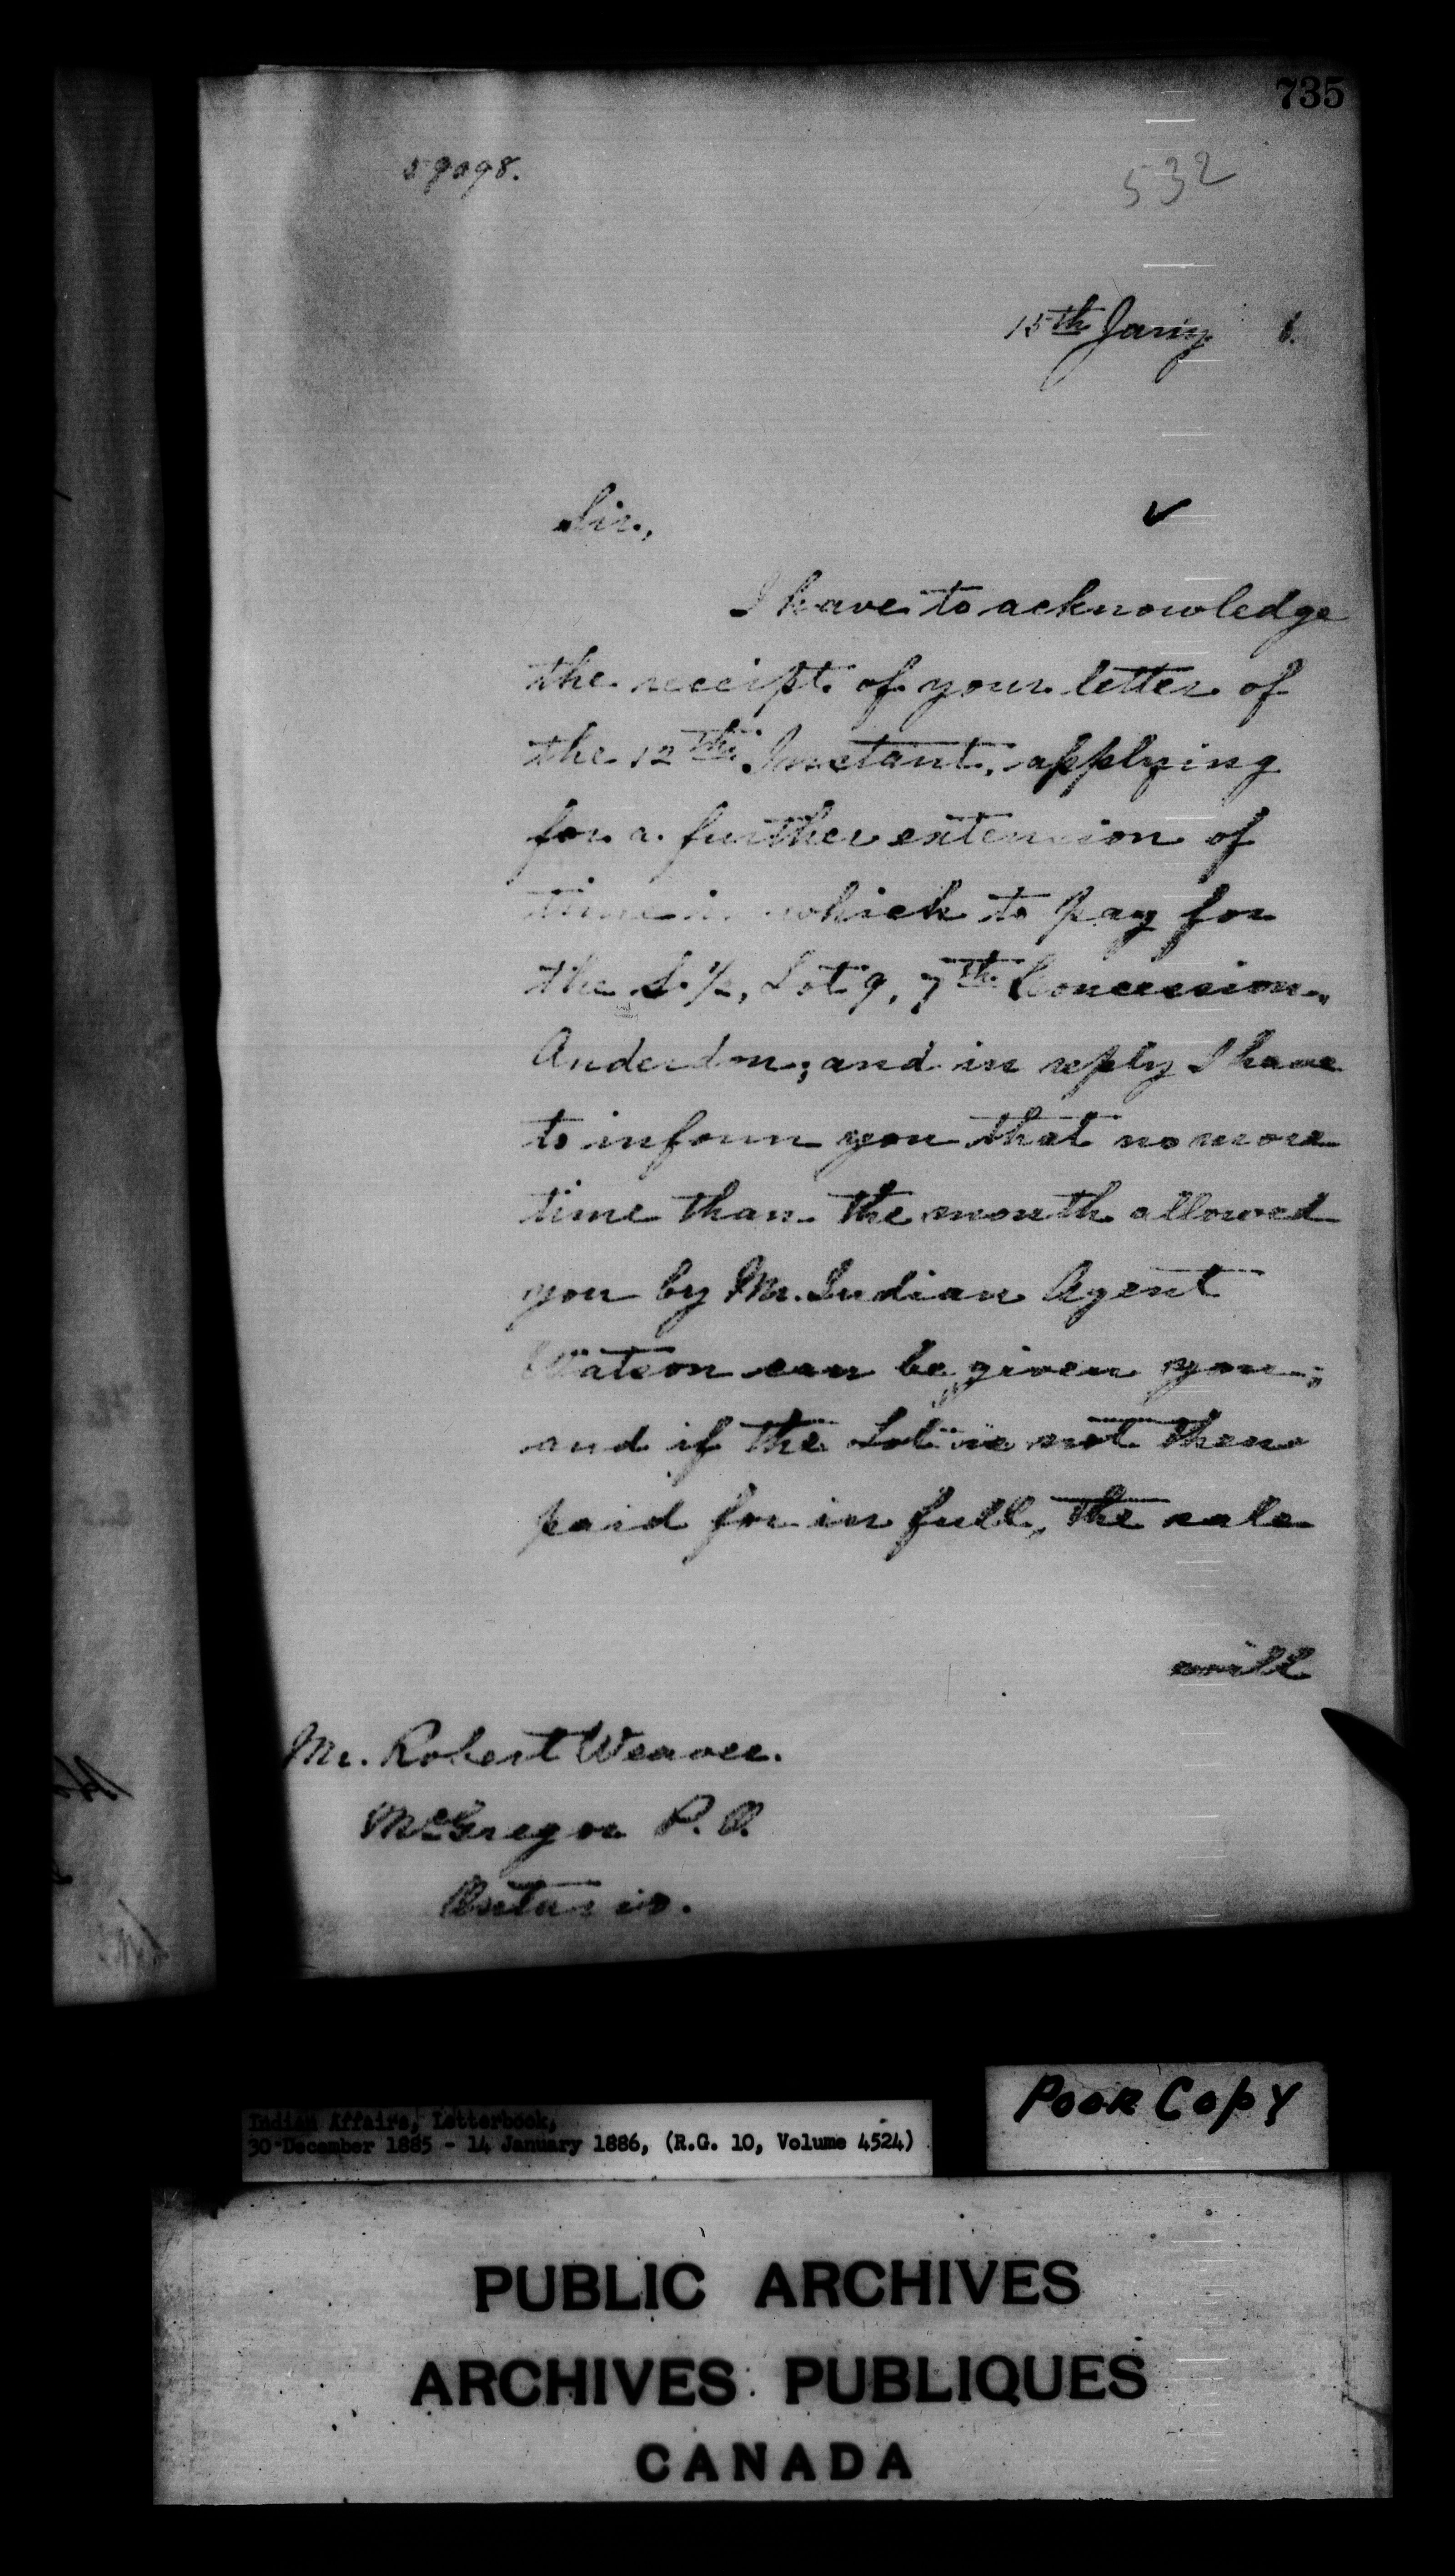 735
532
15th Jany 6.
Sir,
I have to acknowledge
the receipt of your letter of
the 12th Instant, applying
for a further extension of
time in which to pay for
the S. 1/2, Lot 9, 7th Concession,
Anderdon; and in reply I have
to inform you that no more
time than the month allowed
you by Mr. Indian Agent
Watson can be given you;
and if the Lot is not then
paid for in full, the sale
will
Mr. Robert Weaver.
McGregor P.O.
Ontario.
Poor Copy
Indian Affairs, Letterbook,
30 December 1885 - 14 January 1886, (R.G. 10, Volume 4524)
PUBLIC ARCHIVES
ARCHIVES PUBLIQUES
CANADA